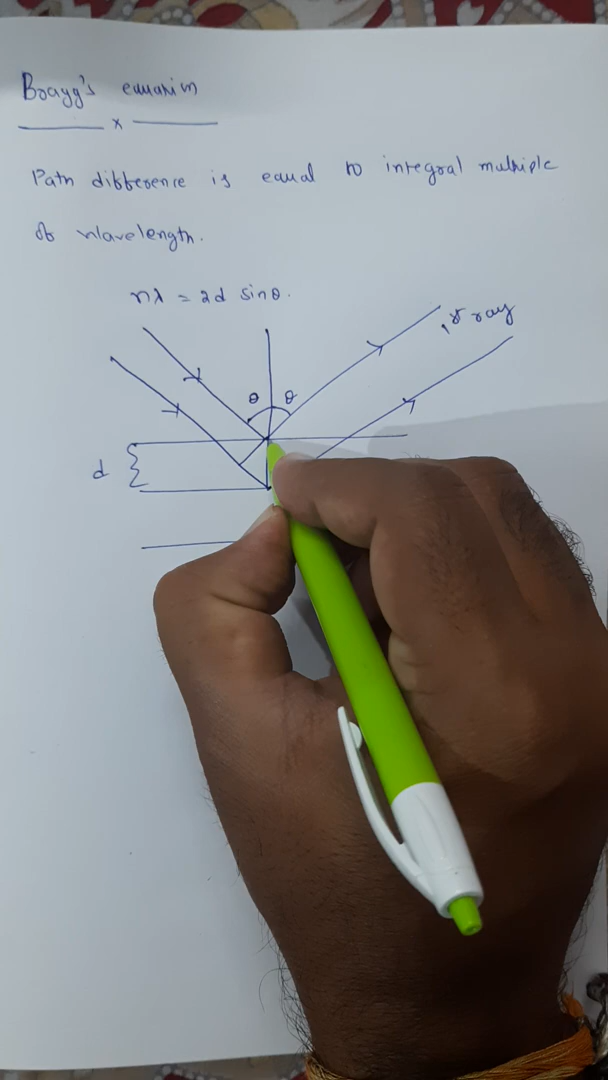 Bragg's equation
x
Path difference is equal to integral multiple
of wavelength.
nλ = 2d sinθ.
1st ray
θ θ
d